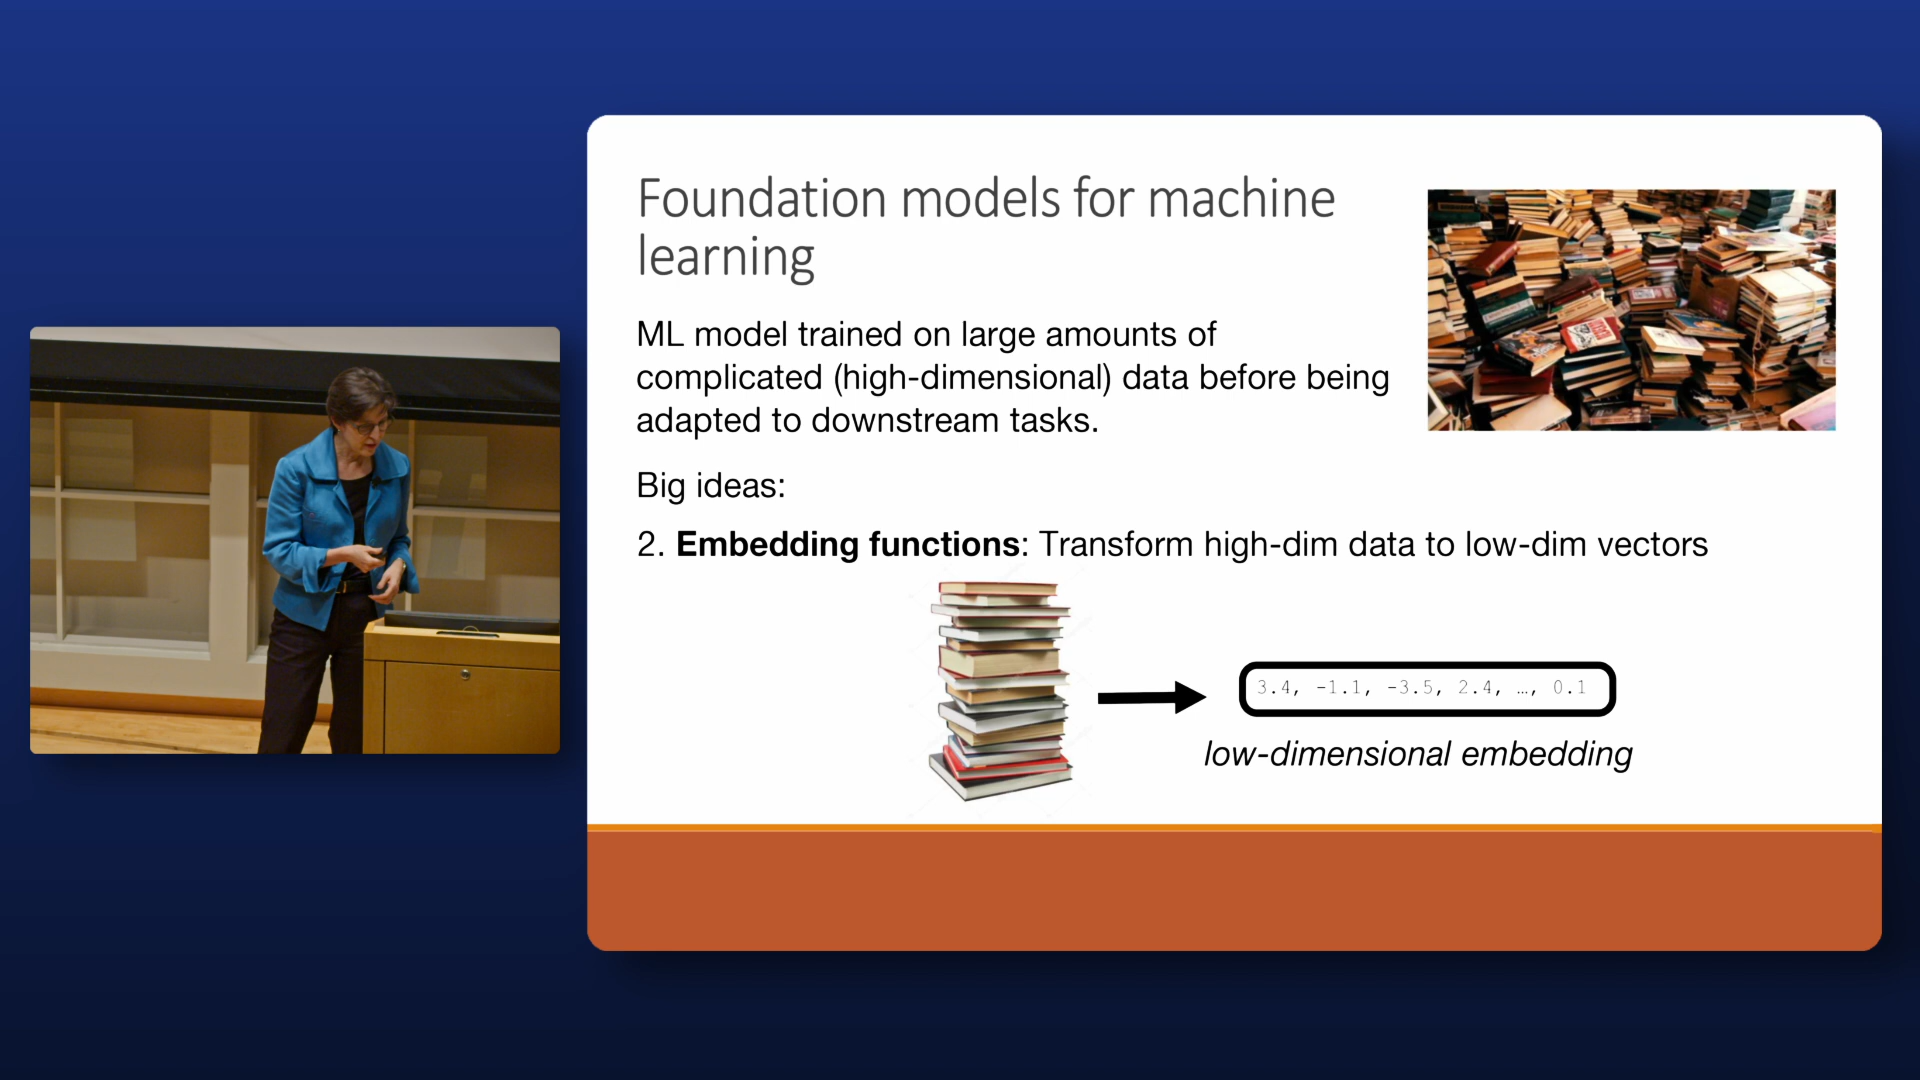 Foundation models for machine
learning
ML model trained on large amounts of
complicated (high-dimensional) data before being
adapted to downstream tasks.
Big ideas:
2. Embedding functions: Transform high-dim data to low-dim vectors
3.4, -1.1, -3.5, 2.4, …, 0.1
low-dimensional embedding